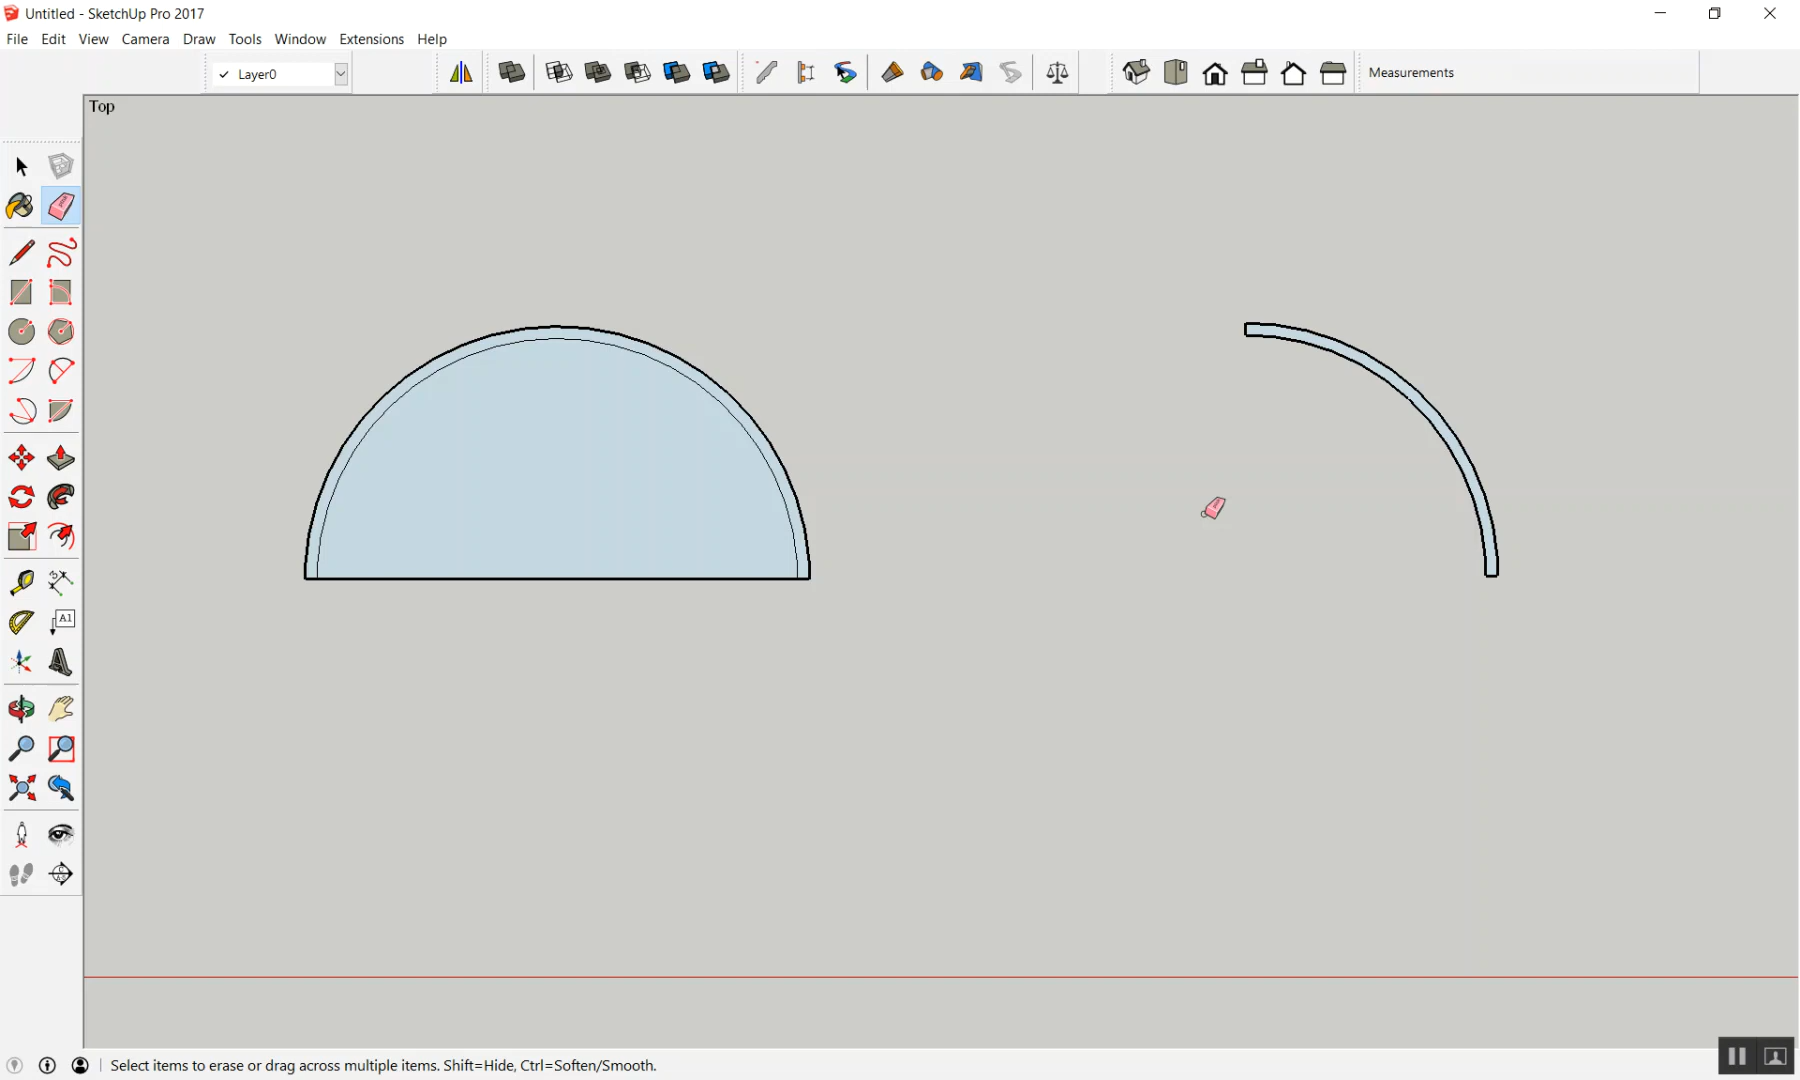 Untitled - SketchUp Pro 2017
File Edit View Camera Draw Tools Window Extensions Help
✓ Layer0
Measurements
Top
A1
Select items to erase or drag across multiple items. Shift=Hide, Ctrl=Soften/Smooth.